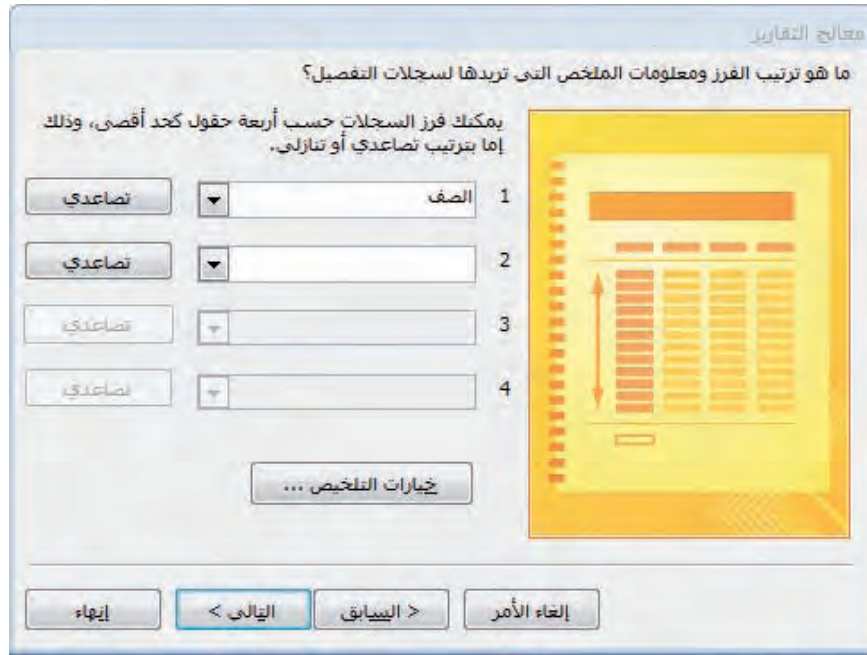 معالج التقارير
ما هو ترتيب الفرز ومعلومات الملخص التي تريدها لسجلات التفصيل؟
يمكنك فرز السجلات حسب أربعة حقول كحد أقصى، وذلك
إما بترتيب تصاعدي أو تنازلي.
1 الصف تصاعدي
2 تصاعدي
3 تصاعدي
4 تصاعدي
خيارات التلخيص ...
إلغاء الأمر < السابق التالي > إنهاء